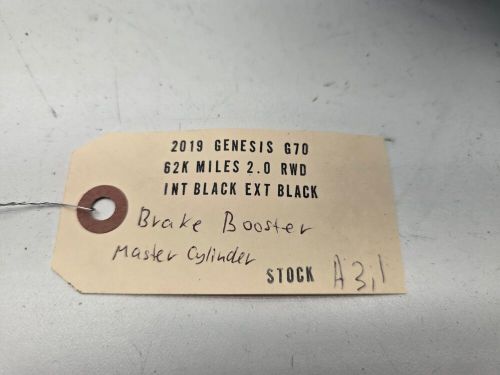 2019 GENESIS G70
62K MILES 2.0 RWD
INT BLACK EXT BLACK
Brake Booster
Master Cylinder
STOCK A3,1